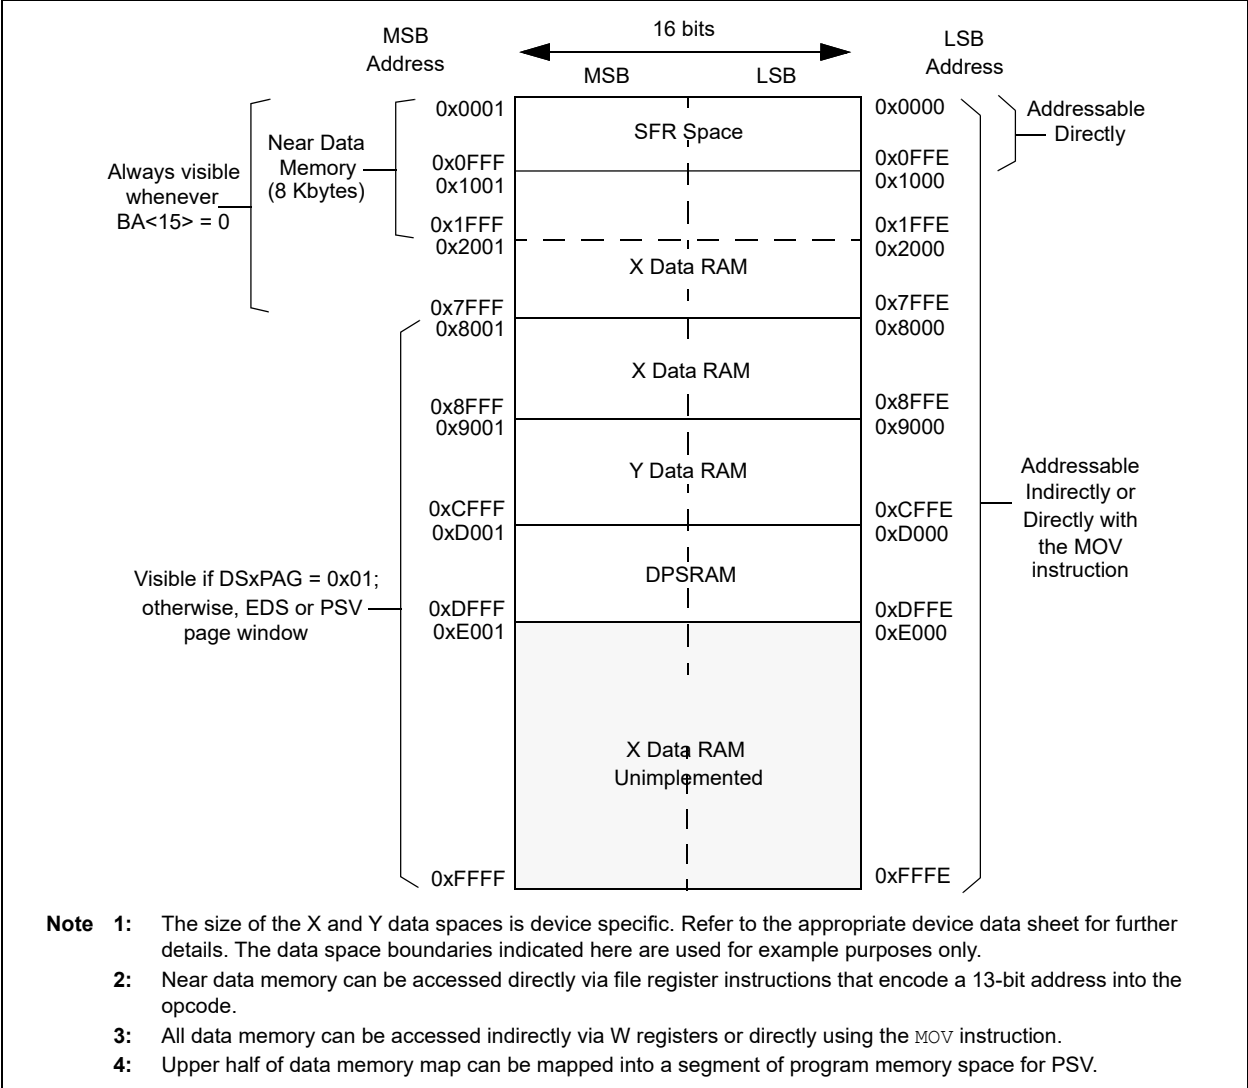 MSB
Address
16 bits
LSB
Address
MSB
LSB
Always visible
whenever
BA<15> = 0
Near Data
Memory
(8 Kbytes)
0x0001
0x0FFF
0x1001
0x1FFF
0x2001
0x7FFF
0x8001
0x8FFF
0x9001
0xCFFF
0xD001
0xDFFF
0xE001
0xFFFF
Visible if DSxPAG = 0x01;
otherwise, EDS or PSV
page window
SFR Space
X Data RAM
X Data RAM
Y Data RAM
DPSRAM
X Data RAM
Unimplemented
0x0000
0x0FFE
0x1000
0x1FFE
0x2000
0x7FFE
0x8000
0x8FFE
0x9000
0xCFFE
0xD000
0xDFFE
0xE000
0xFFFE
Addressable
Directly
Addressable
Indirectly or
Directly with
the MOV
instruction
Note 1: The size of the X and Y data spaces is device specific. Refer to the appropriate device data sheet for further
details. The data space boundaries indicated here are used for example purposes only.
2: Near data memory can be accessed directly via file register instructions that encode a 13-bit address into the
opcode.
3: All data memory can be accessed indirectly via W registers or directly using the MOV instruction.
4: Upper half of data memory map can be mapped into a segment of program memory space for PSV.